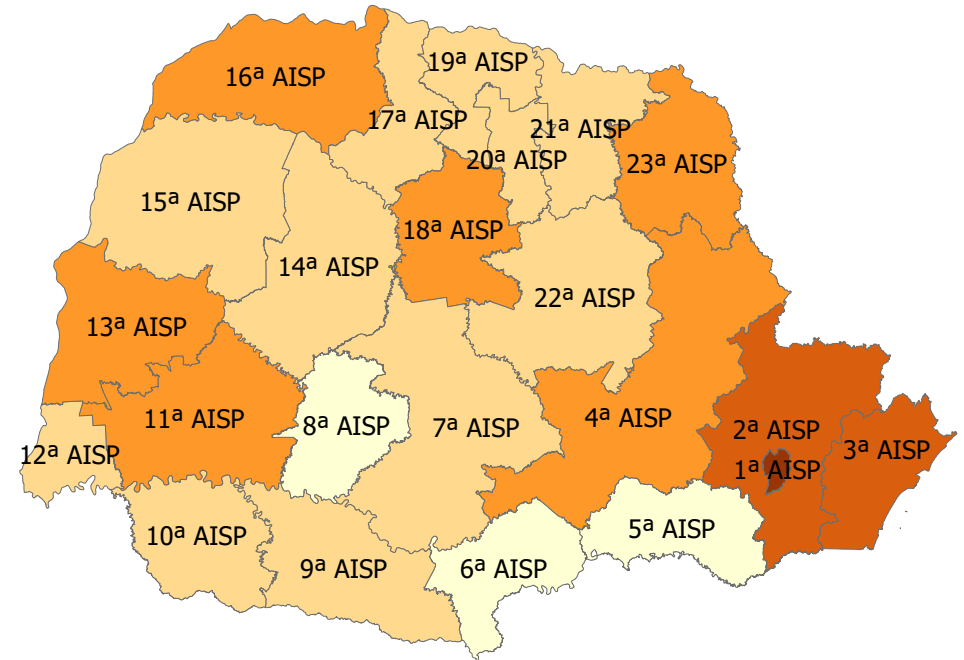 19ª AISP
16ª AISP
17ª AISP
21ª AISP
20ª AISP
23ª AISP
15ª AISP
18ª AISP
14ª AISP
22ª AISP
13ª AISP
11ª AISP
8ª AISP
7ª AISP
4ª AISP
2ª AISP
3ª AISP
12ª AISP
1ª AISP
10ª AISP
5ª AISP
9ª AISP
6ª AISP